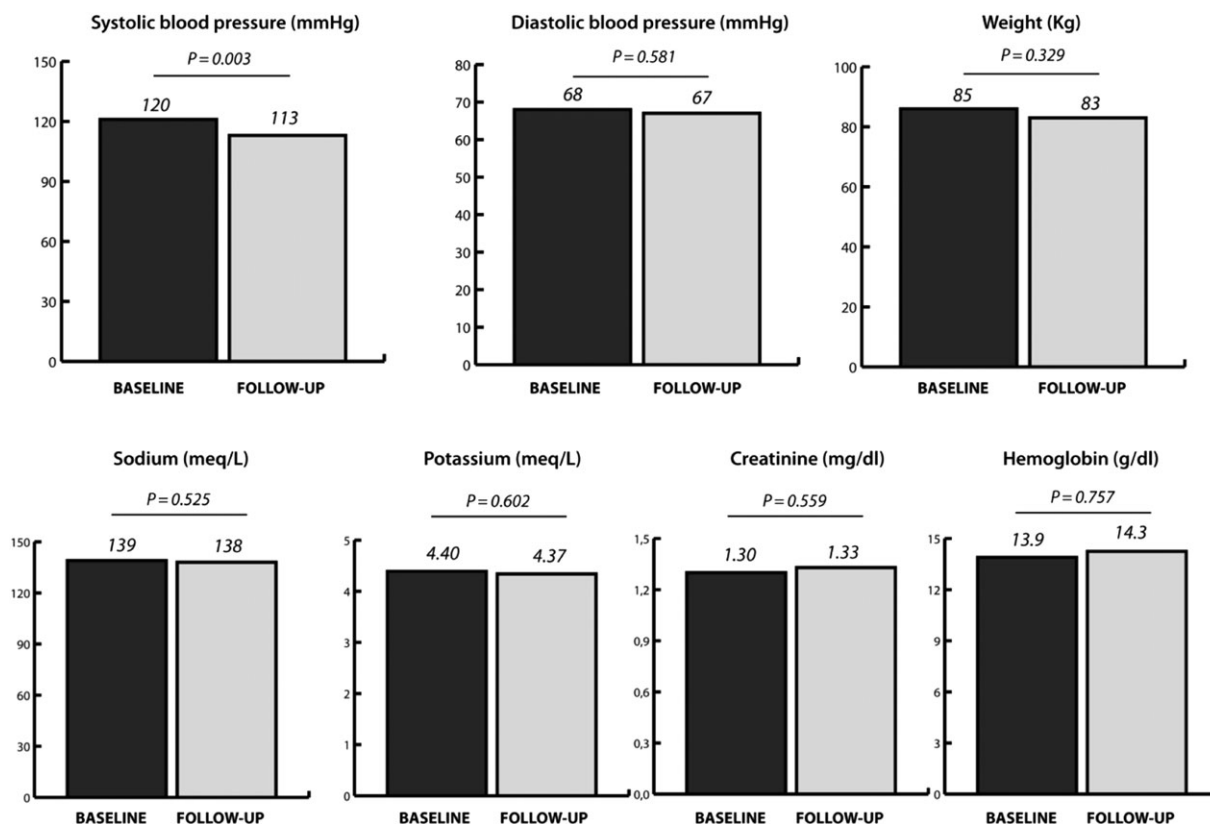 Systolic blood pressure (mmHg)
P = 0.003
150
120
90
60
30
0
120
113
BASELINE
FOLLOW-UP
Diastolic blood pressure (mmHg)
P = 0.581
80
70
60
50
40
30
20
10
0
68
67
BASELINE
FOLLOW-UP
Weight (Kg)
P = 0.329
100
80
60
40
20
0
85
83
BASELINE
FOLLOW-UP
Sodium (meq/L)
P = 0.525
150
120
90
60
30
0
139
138
BASELINE
FOLLOW-UP
Potassium (meq/L)
P = 0.602
5
4
3
2
1
0
4.40
4.37
BASELINE
FOLLOW-UP
Creatinine (mg/dl)
P = 0.559
1,5
1,2
0,9
0,6
0,3
0,0
1.30
1.33
BASELINE
FOLLOW-UP
Hemoglobin (g/dl)
P = 0.757
15
14
9
6
3
0
13.9
14.3
BASELINE
FOLLOW-UP